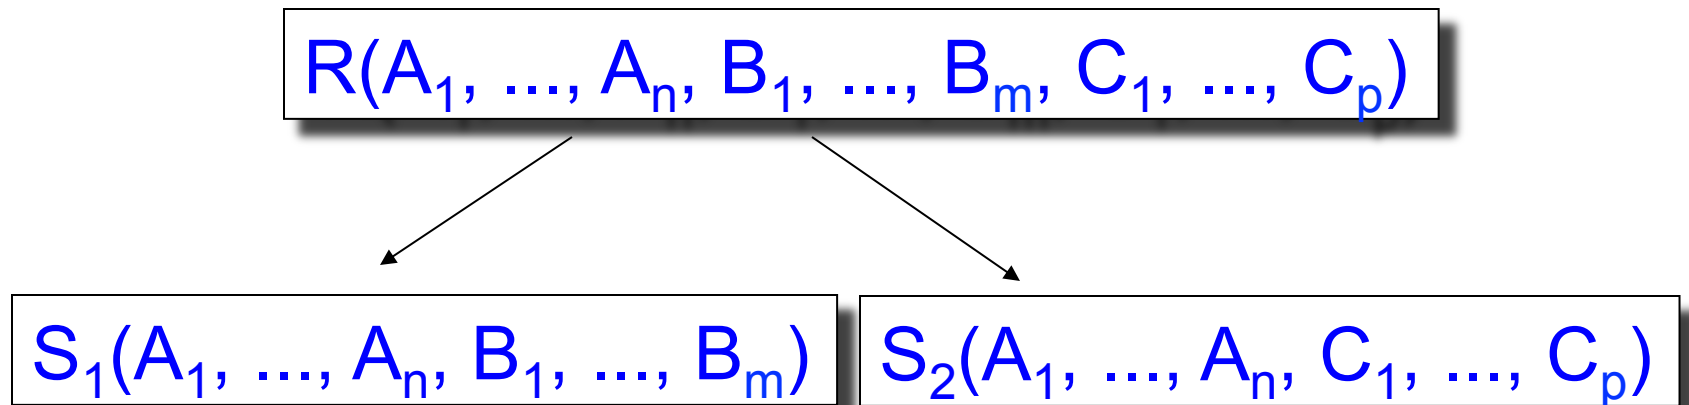 R(A₁, ..., Aₙ, B₁, ..., Bₘ, C₁, ..., Cₚ)
S₁(A₁, ..., Aₙ, B₁, ..., Bₘ)
S₂(A₁, ..., Aₙ, C₁, ..., Cₚ)